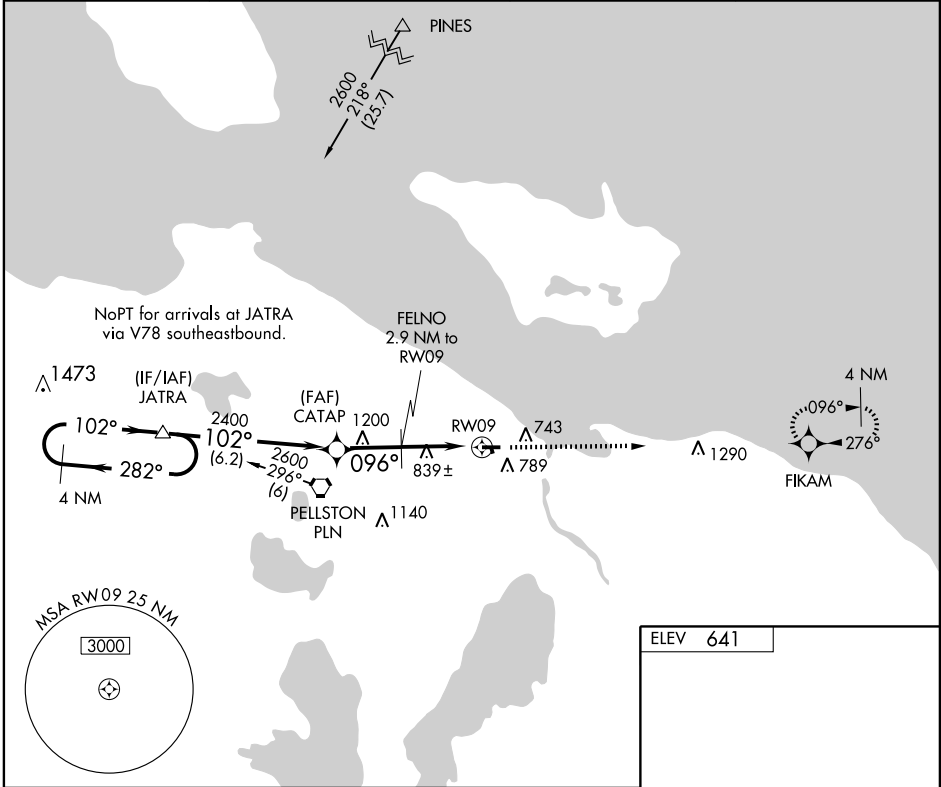 PINES
2600
218°
(25.7)
NoPT for arrivals at JATRA
via V78 southeastbound.
FELNO
2.9 NM to
RW09
1473
(IF/IAF)
JATRA
(FAF)
CATAP
1200
RW09
743
4 NM
096°
276°
FIKAM
102°
2400
102°
(6.2)
2600
296°
(6)
096°
839±
789
1290
282°
4 NM
PELLSTON
PLN
1140
MSA RW09 25 NM
3000
ELEV 641